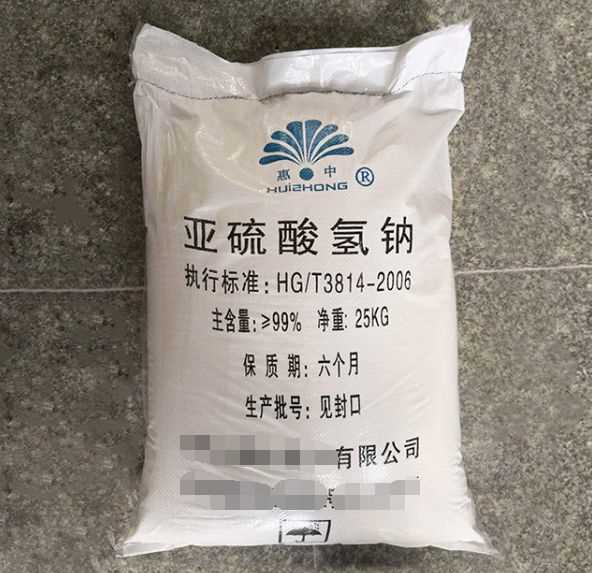 惠 中
HUIZHONG ®
亚硫酸氢钠
执行标准：HG/T3814-2006
主含量：≥99% 净重：25KG
保 质 期：六个月
生产批号：见封口
有限公司